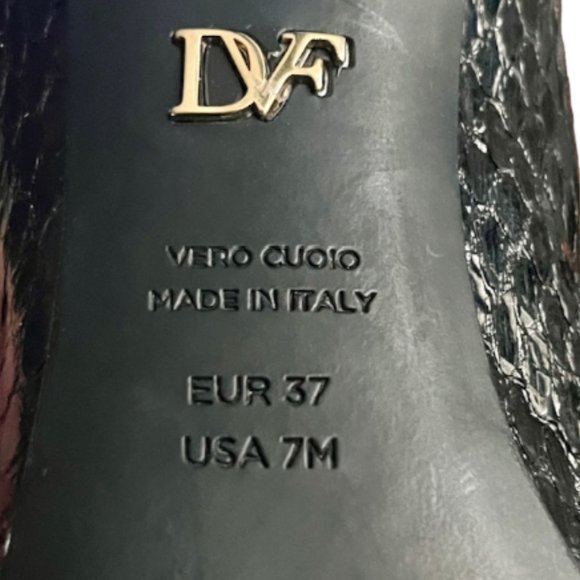 DVF
VERO CUOIO
MADE IN ITALY
EUR 37
USA 7M